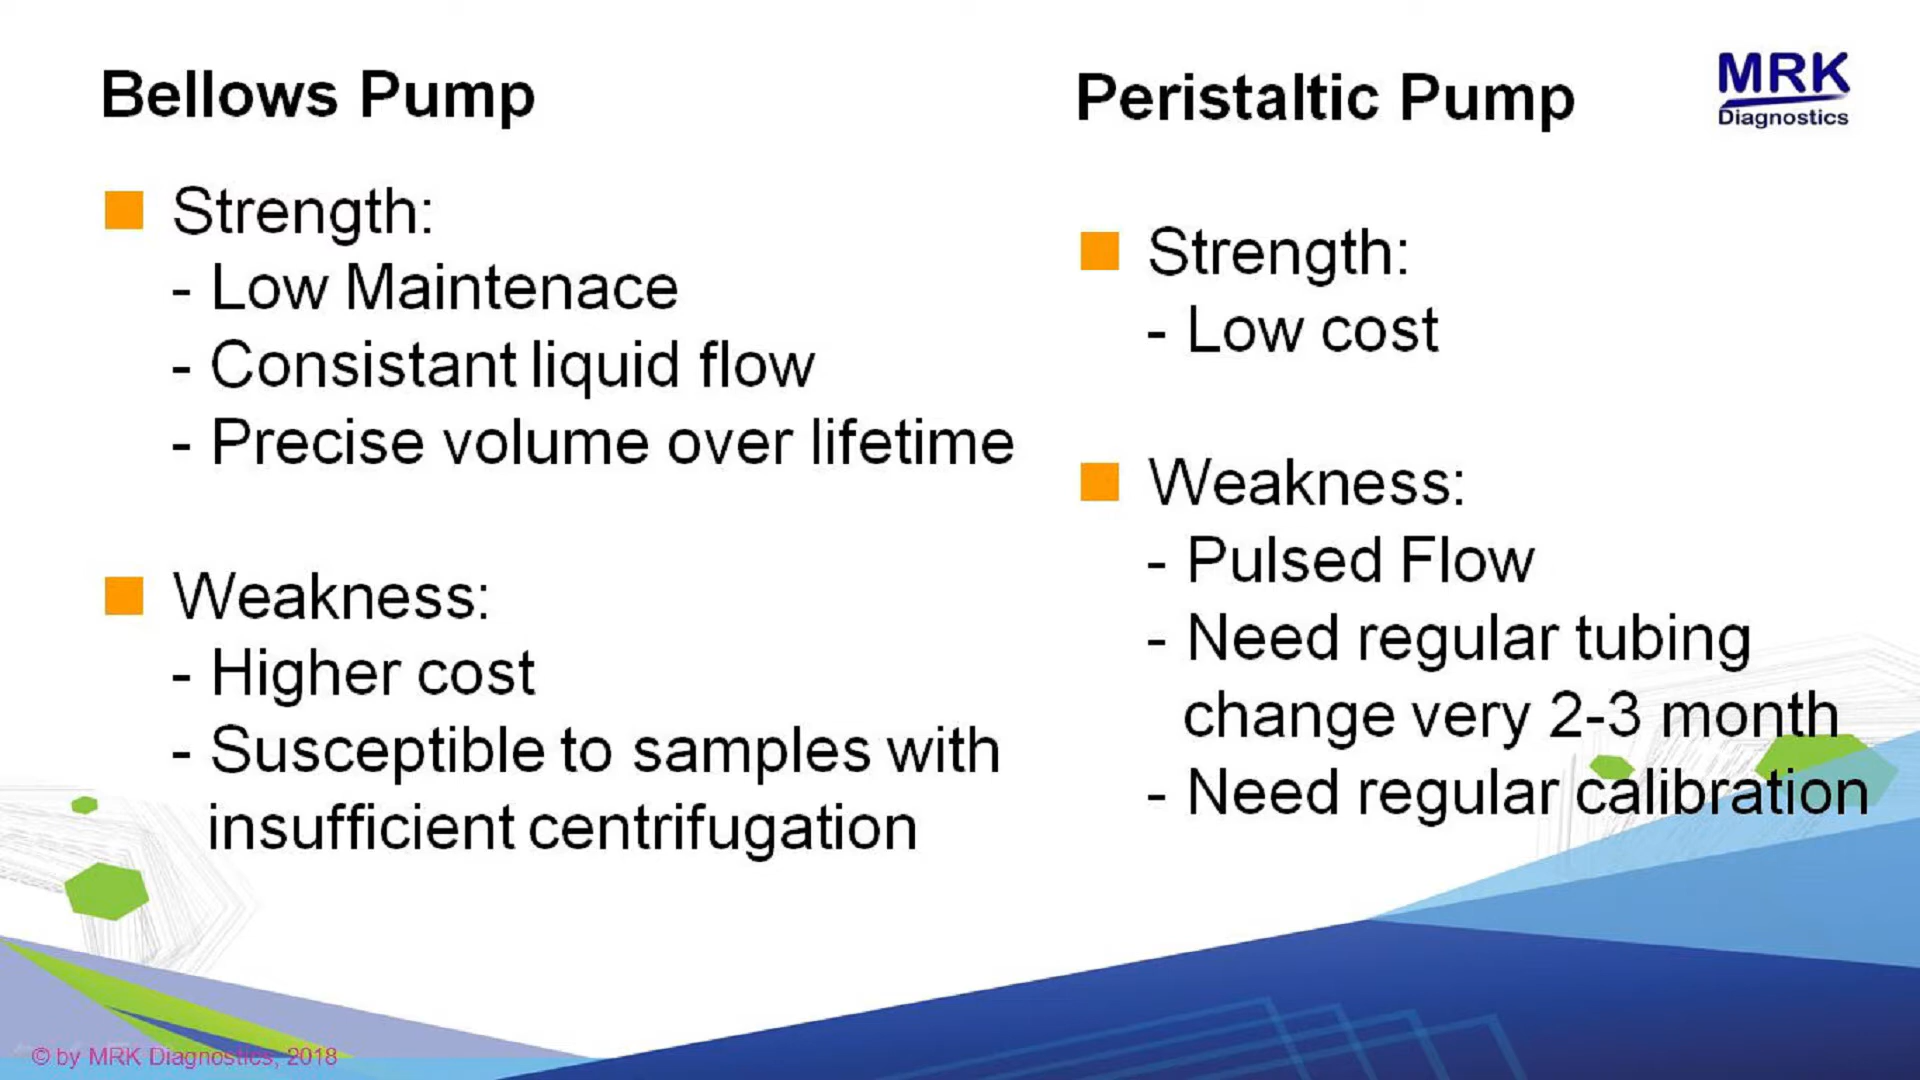 Bellows Pump
Strength:
- Low Maintenace
- Consistant liquid flow
- Precise volume over lifetime
Weakness:
- Higher cost
- Susceptible to samples with
insufficient centrifugation
Peristaltic Pump
Strength:
- Low cost
Weakness:
- Pulsed Flow
- Need regular tubing
change very 2-3 month
- Need regular calibration
MRK
Diagnostics
© by MRK Diagnostics, 2018